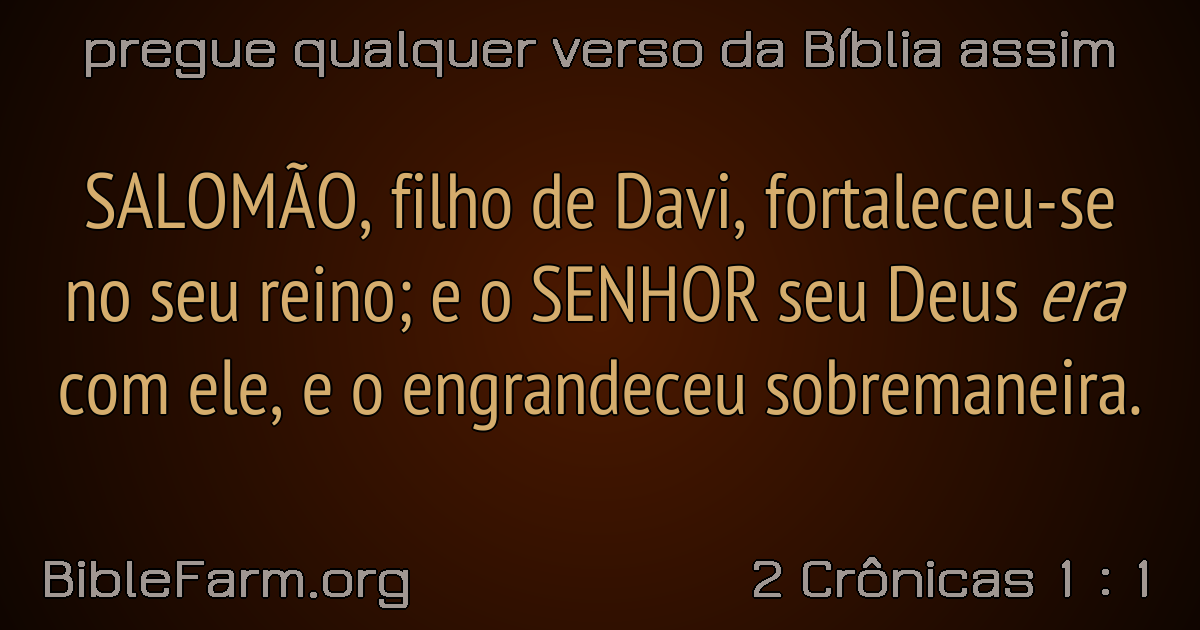 pregue qualquer verso da Bíblia assim
SALOMÃO, filho de Davi, fortaleceu-se
no seu reino; e o SENHOR seu Deus era
com ele, e o engrandeceu sobremaneira.
BibleFarm.org
2 Crônicas 1 : 1